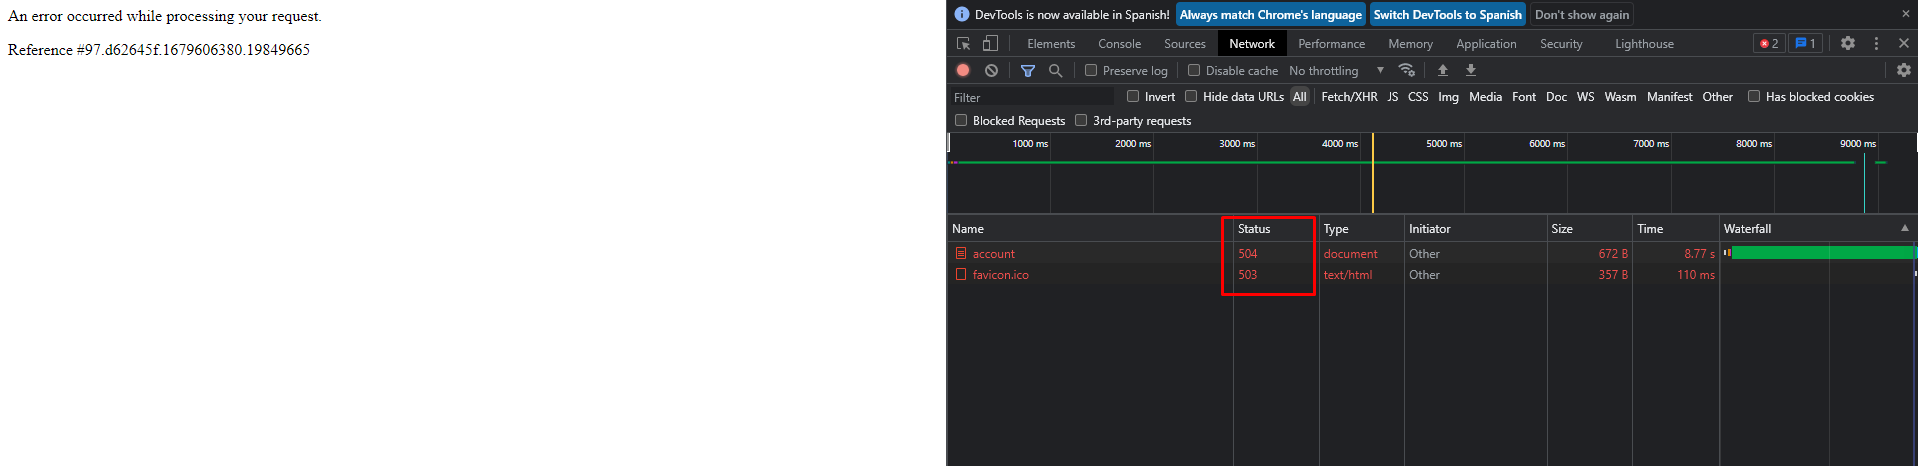 An error occurred while processing your request.
Reference #97.d62645f.1679606380.19849665
DevTools is now available in Spanish! Always match Chrome's language Switch DevTools to Spanish Don't show again
Elements Console Sources Network Performance Memory Application Security Lighthouse 2 1
Preserve log Disable cache No throttling
Filter Invert Hide data URLs All Fetch/XHR JS CSS Img Media Font Doc WS Wasm Manifest Other Has blocked cookies
Blocked Requests 3rd-party requests
1000 ms 2000 ms 3000 ms 4000 ms 5000 ms 6000 ms 7000 ms 8000 ms 9000 ms
Name Status Type Initiator Size Time Waterfall
account 504 document Other 672 B 8.77 s
favicon.ico 503 text/html Other 357 B 110 ms